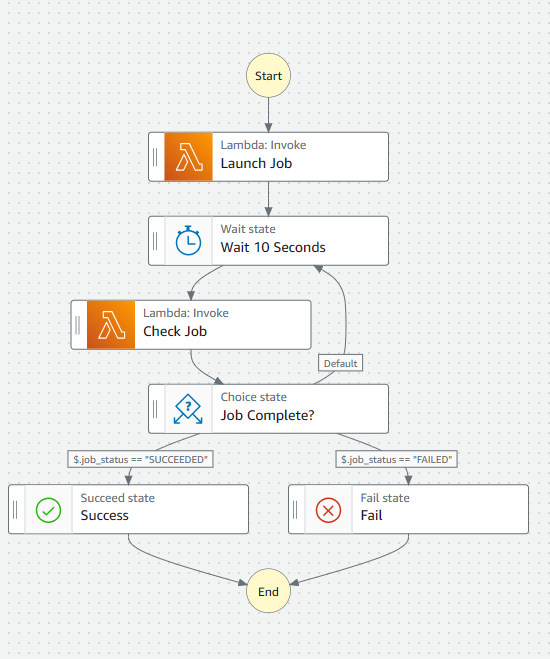 Start
Lambda: Invoke
Launch Job
Wait state
Wait 10 Seconds
Lambda: Invoke
Check Job
Default
Choice state
Job Complete?
$.job_status == "SUCCEEDED"
$.job_status == "FAILED"
Succeed state
Success
Fail state
Fail
End